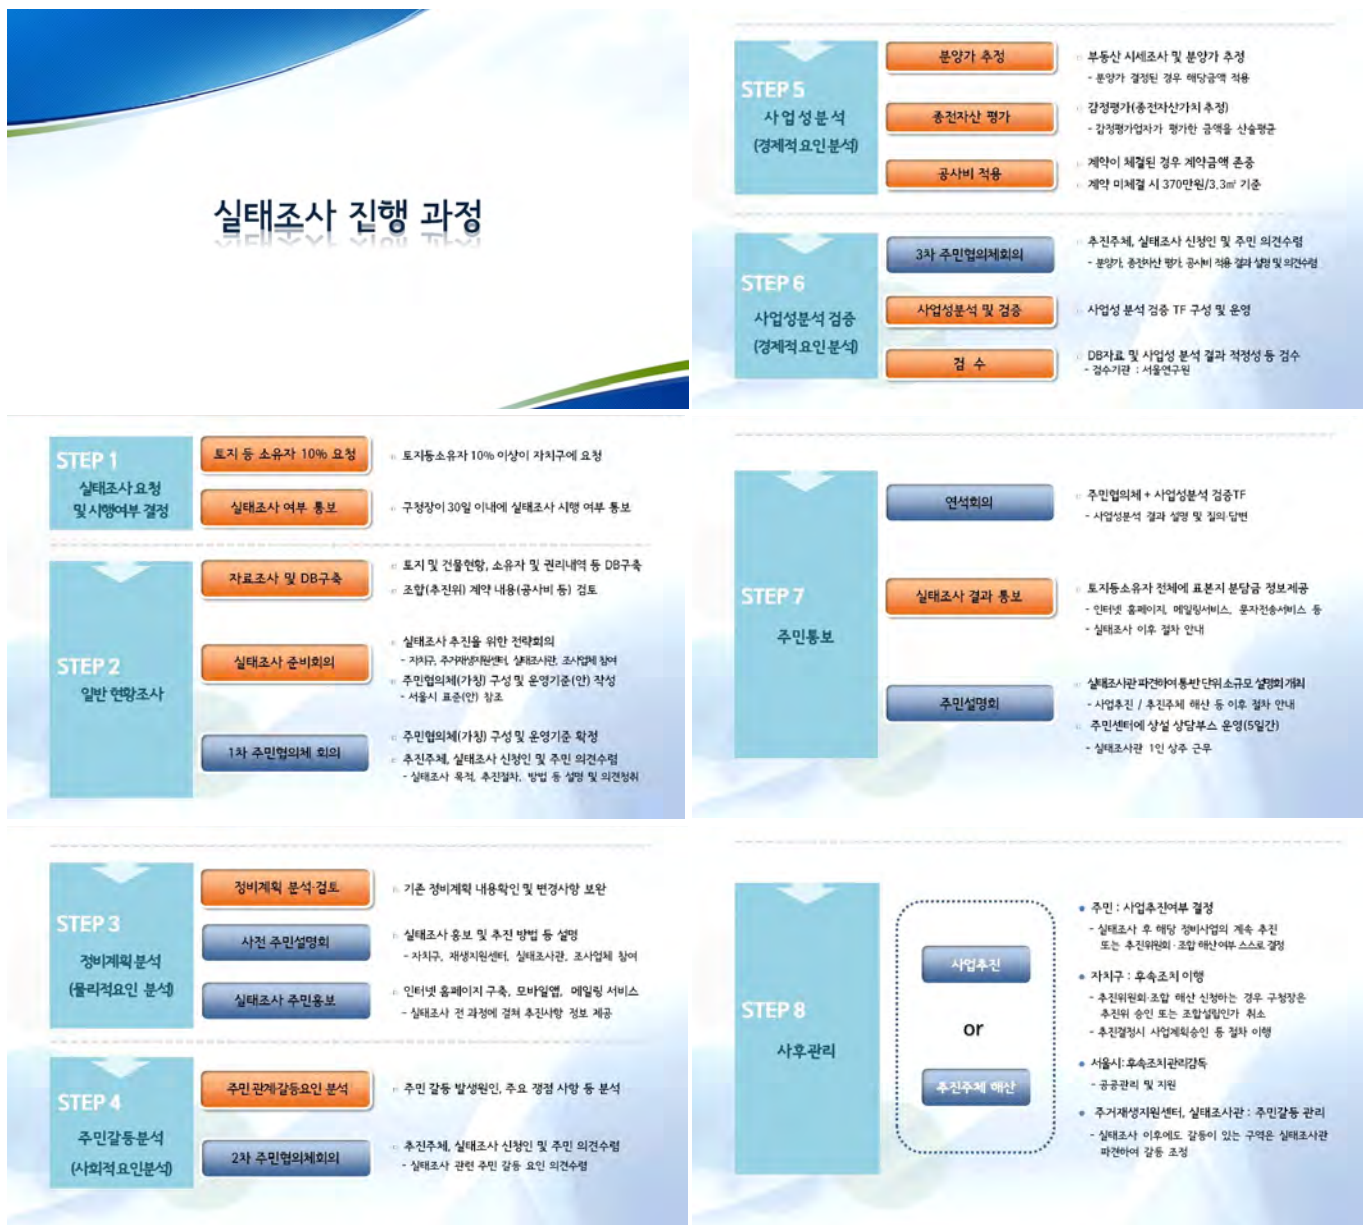 실태조사 진행 과정
STEP 1
실태조사 요청
및 시행여부 결정
토지 등 소유자 10% 요청
토지등소유자 10% 이상이 자치구에 요청
실태조사 여부 통보
구청장이 30일 이내에 실태조사 시행 여부 통보
STEP 2
일반 현황조사
자료조사 및 DB구축
토지 및 건물현황, 소유자 및 권리내역 등 DB구축
조합(추진위) 계약 내용(공사비 등) 검토
실태조사 준비회의
실태조사 추진을 위한 전략회의
- 자치구, 주거재생지원센터, 실태조사관, 조사업체 참여
주민협의체(가칭) 구성 및 운영기준(안) 작성
- 서울시 표준(안) 참조
1차 주민협의체 회의
주민협의체(가칭) 구성 및 운영기준 확정
추진주체, 실태조사 신청인 및 주민 의견수렴
- 실태조사 목적, 추진절차, 방법 등 설명 및 의견청취
STEP 3
정비계획분석
(물리적요인 분석)
정비계획 분석·검토
기존 정비계획 내용확인 및 변경사항 보완
사전 주민설명회
실태조사 홍보 및 추진 방법 등 설명
- 자치구, 재생지원센터, 실태조사관, 조사업체 참여
실태조사 주민홍보
인터넷 홈페이지 구축, 모바일앱, 메일링 서비스
- 실태조사 전 과정에 걸쳐 추진사항 정보 제공
STEP 4
주민갈등분석
(사회적요인분석)
주민 관계갈등요인 분석
주민 갈등 발생원인, 주요 쟁점 사항 등 분석
2차 주민협의체회의
추진주체, 실태조사 신청인 및 주민 의견수렴
- 실태조사 관련 주민 갈등 요인 의견수렴
STEP 5
사업성분석
(경제적요인분석)
분양가 추정
부동산 시세조사 및 분양가 추정
- 분양가 결정된 경우 해당금액 적용
종전자산 평가
감정평가(종전자산가치 추정)
- 감정평가업자가 평가한 금액을 산술평균
공사비 적용
계약이 체결된 경우 계약금액 존중
계약 미체결 시 370만원/3.3㎡ 기준
STEP 6
사업성분석 검증
(경제적요인분석)
3차 주민협의체회의
추진주체, 실태조사 신청인 및 주민 의견수렴
- 분양가, 종전자산 평가, 공사비 적용 결과 설명 및 의견수렴
사업성분석 및 검증
사업성 분석 검증 TF 구성 및 운영
검 수
DB자료 및 사업성 분석 결과 적정성 등 검수
- 검수기관 : 서울연구원
STEP 7
주민통보
연석회의
주민협의체 + 사업성분석 검증TF
- 사업성분석 결과 설명 및 질의·답변
실태조사 결과 통보
토지등소유자 전체에 표본지 분담금 정보제공
- 인터넷 홈페이지, 메일링서비스, 문자전송서비스 등
- 실태조사 이후 절차 안내
주민설명회
실태조사관 파견하여 통·반 단위 소규모 설명회 개최
- 사업추진 / 추진주체 해산 등 이후 절차 안내
주민센터에 상설 상담부스 운영(5일간)
- 실태조사관 1인 상주 근무
STEP 8
사후관리
사업추진
or
추진주체 해산
주민 : 사업추진여부 결정
- 실태조사 후 해당 정비사업의 계속 추진
또는 추진위원회·조합 해산여부 스스로 결정
자치구 : 후속조치 이행
- 추진위원회·조합 해산 신청하는 경우 구청장은
추진위 승인 또는 조합설립인가 취소
- 추진결정시 사업계획승인 등 절차 이행
서울시: 후속조치관리감독
- 공공관리 및 지원
주거재생지원센터, 실태조사관 : 주민갈등 관리
- 실태조사 이후에도 갈등이 있는 구역은 실태조사관
파견하여 갈등 조정